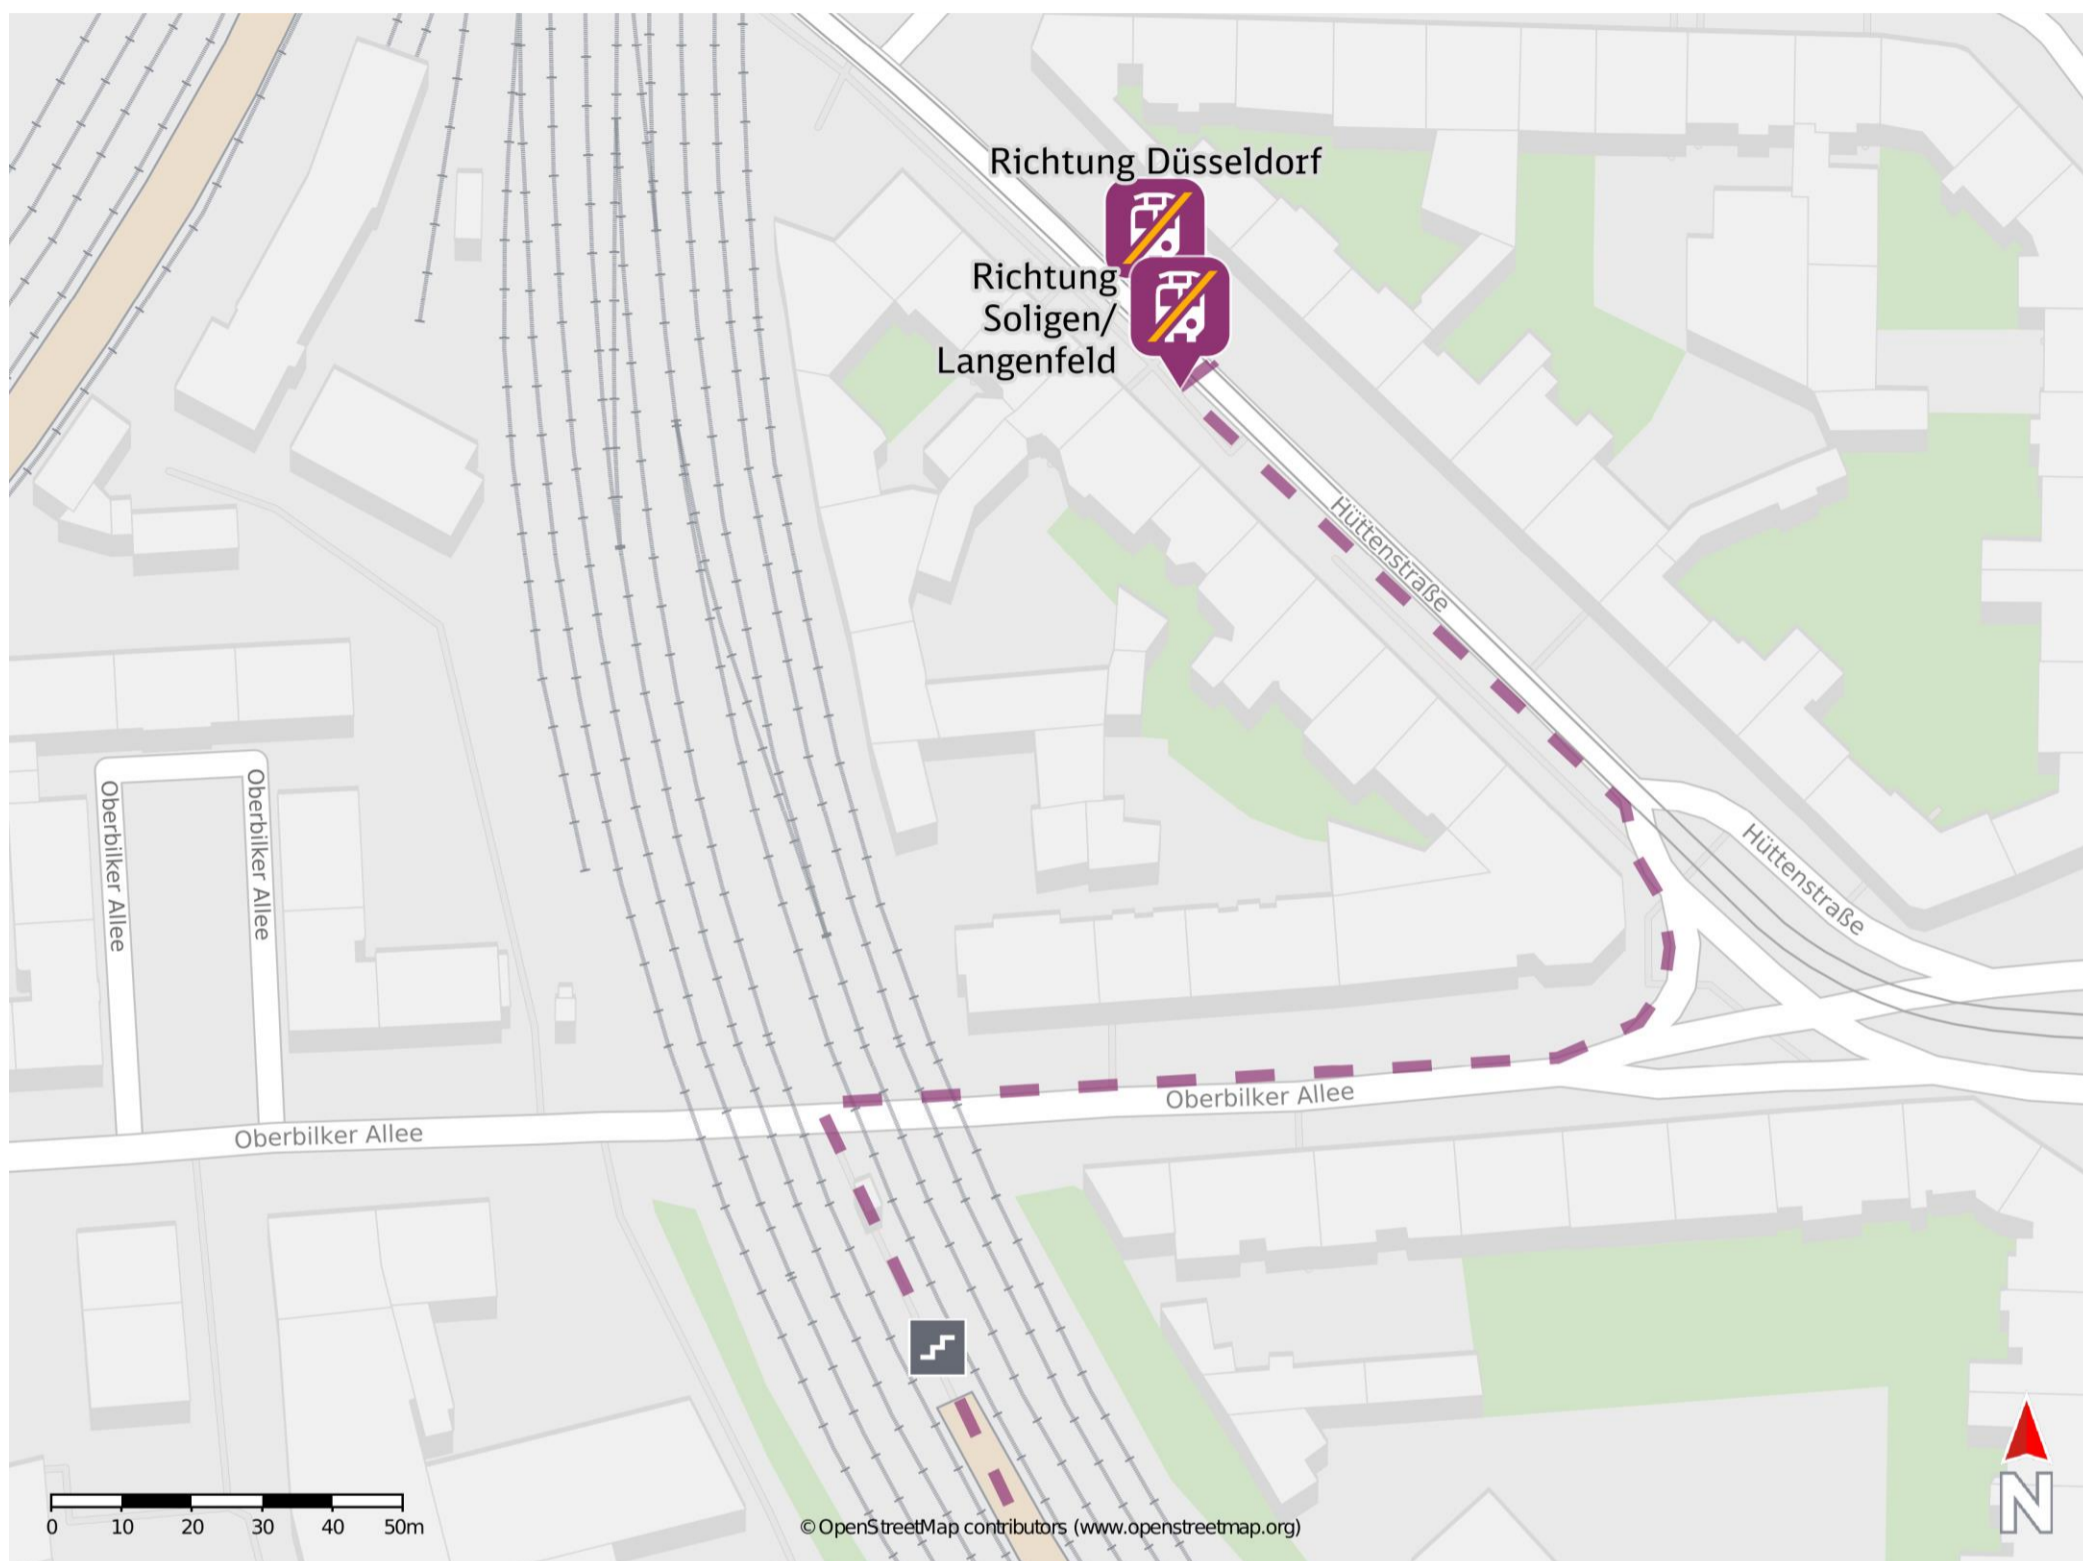 Richtung Düsseldorf
Richtung
Soligen/
Langenfeld
Hüttenstraße
Hüttenstraße
Oberbilker Allee
Oberbilker Allee
Oberbilker Allee
Oberbilker Allee
0 10 20 30 40 50m
© OpenStreetMap contributors (www.openstreetmap.org)
N